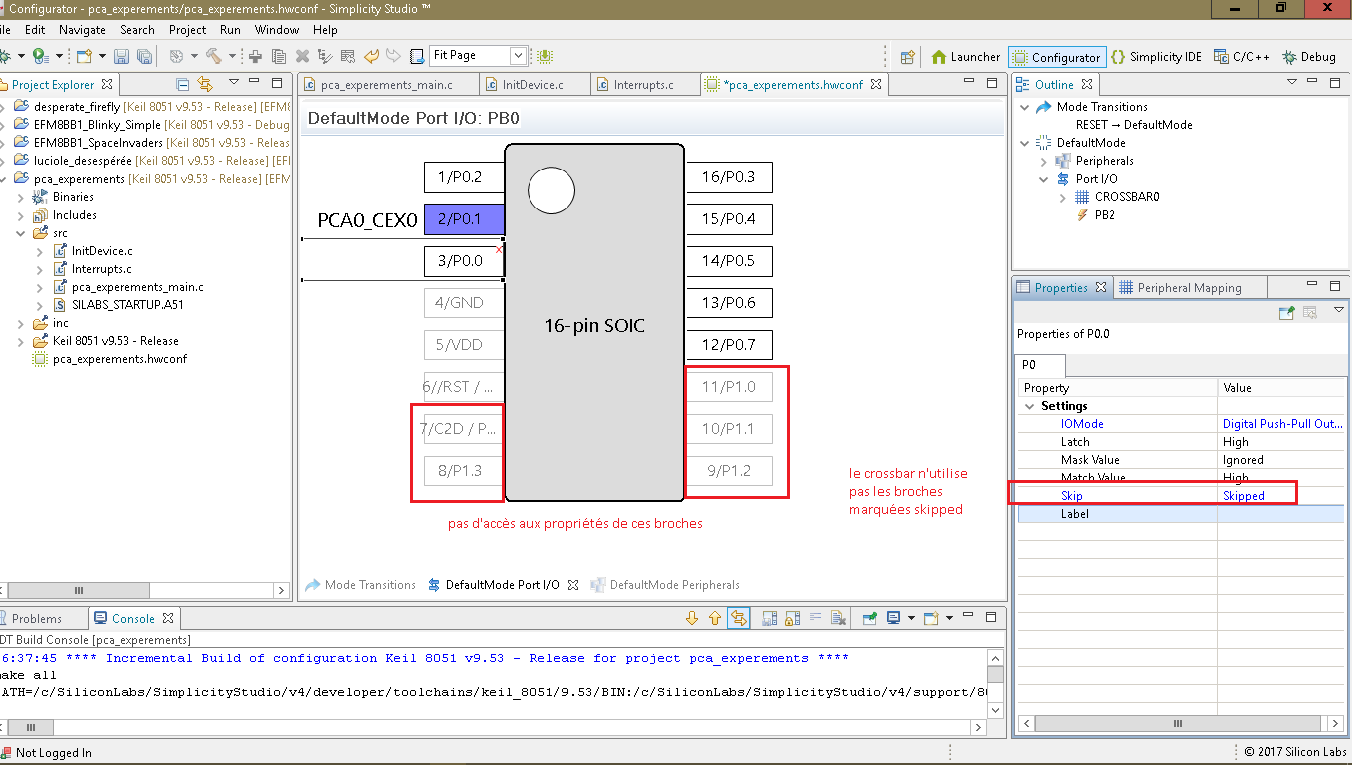 Configurator - pca_experements/pca_experements.hwconf - Simplicity Studio ™
ile Edit Navigate Search Project Run Window Help
Fit Page
Launcher
Configurator
Simplicity IDE
C/C++
Debug
Project Explorer
desperate_firefly [Keil 8051 v9.53 - Release] [EFM8
EFM8BB1_Blinky_Simple [Keil 8051 v9.53 - Debug
EFM8BB1_SpaceInvaders [Keil 8051 v9.53 - Releas
luciole_desespérée [Keil 8051 v9.53 - Release] [EFI
pca_experements [Keil 8051 v9.53 - Release] [EFM
Binaries
Includes
src
InitDevice.c
Interrupts.c
pca_experements_main.c
SILABS_STARTUP.A51
inc
Keil 8051 v9.53 - Release
pca_experements.hwconf
pca_experements_main.c
InitDevice.c
Interrupts.c
*pca_experements.hwconf
DefaultMode Port I/O: PB0
1/P0.2
PCA0_CEX0
2/P0.1
3/P0.0
4/GND
5/VDD
6//RST / ...
7/C2D / P...
8/P1.3
16-pin SOIC
16/P0.3
15/P0.4
14/P0.5
13/P0.6
12/P0.7
11/P1.0
10/P1.1
9/P1.2
pas d'accès aux propriétés de ces broches
le crossbar n'utilise
pas les broches
marquées skipped
Mode Transitions
DefaultMode Port I/O
DefaultMode Peripherals
Outline
Mode Transitions
RESET → DefaultMode
DefaultMode
Peripherals
Port I/O
CROSSBAR0
PB2
Properties
Peripheral Mapping
Properties of P0.0
P0
Property Value
Settings
IOMode Digital Push-Pull Out...
Latch High
Mask Value Ignored
Match Value High
Skip Skipped
Label
Problems
Console
DT Build Console [pca_experements]
6:37:45 **** Incremental Build of configuration Keil 8051 v9.53 - Release for project pca_experements ****
ake all
ATH=/c/SiliconLabs/SimplicityStudio/v4/developer/toolchains/keil_8051/9.53/BIN:/c/SiliconLabs/SimplicityStudio/v4/support/80
Not Logged In
© 2017 Silicon Labs